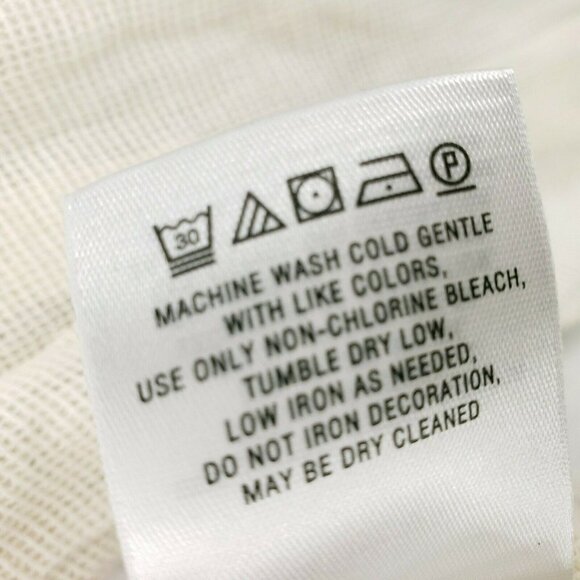 30 P
MACHINE WASH COLD GENTLE
WITH LIKE COLORS,
USE ONLY NON-CHLORINE BLEACH,
TUMBLE DRY LOW,
LOW IRON AS NEEDED,
DO NOT IRON DECORATION,
MAY BE DRY CLEANED